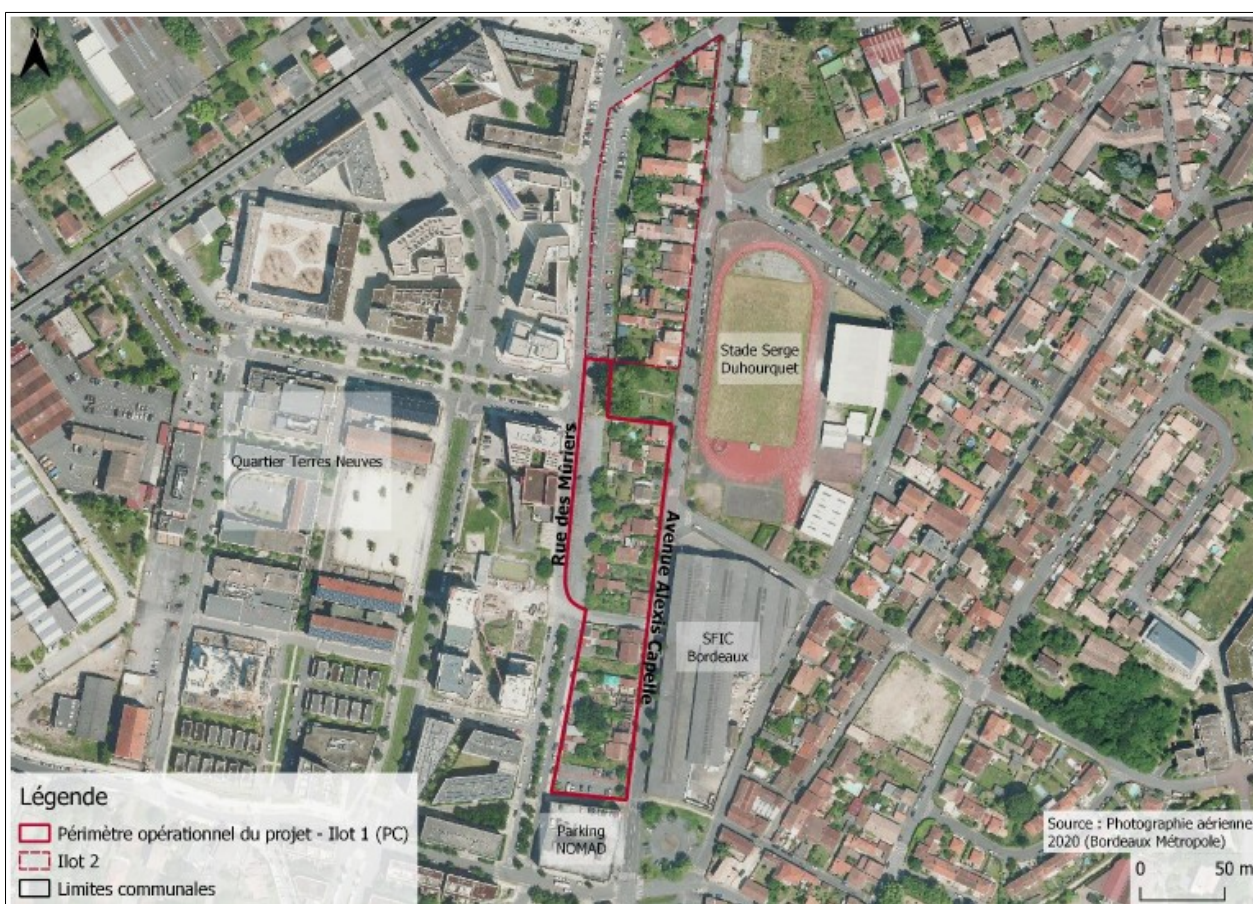 N
Quartier Terres Neuves
Rue des Mûriers
Avenue Alexis Capelle
Stade Serge
Duhourquet
SFIC
Bordeaux
Parking
NOMAD
Légende
Périmètre opérationnel du projet - Ilot 1 (PC)
Ilot 2
Limites communales
Source : Photographie aérienne
2020 (Bordeaux Métropole)
0 50 m